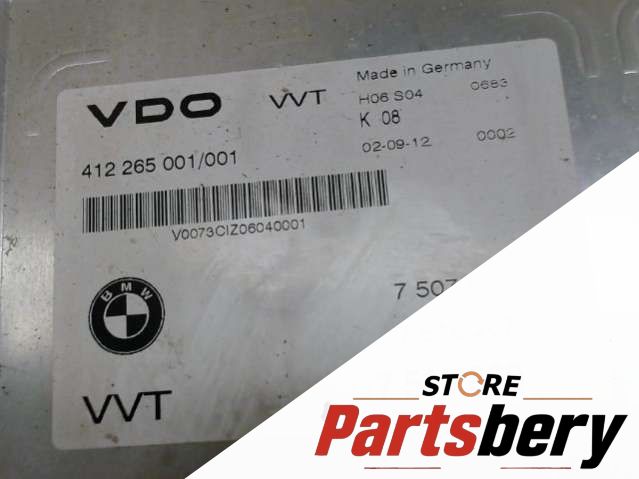 VDO VVT Made in Germany
H06 S04 0683
K 08
412 265 001/001 02-09-12 0002
V0073CIZ06040001
BMW 7 507
VVT
STORE
Partsbery